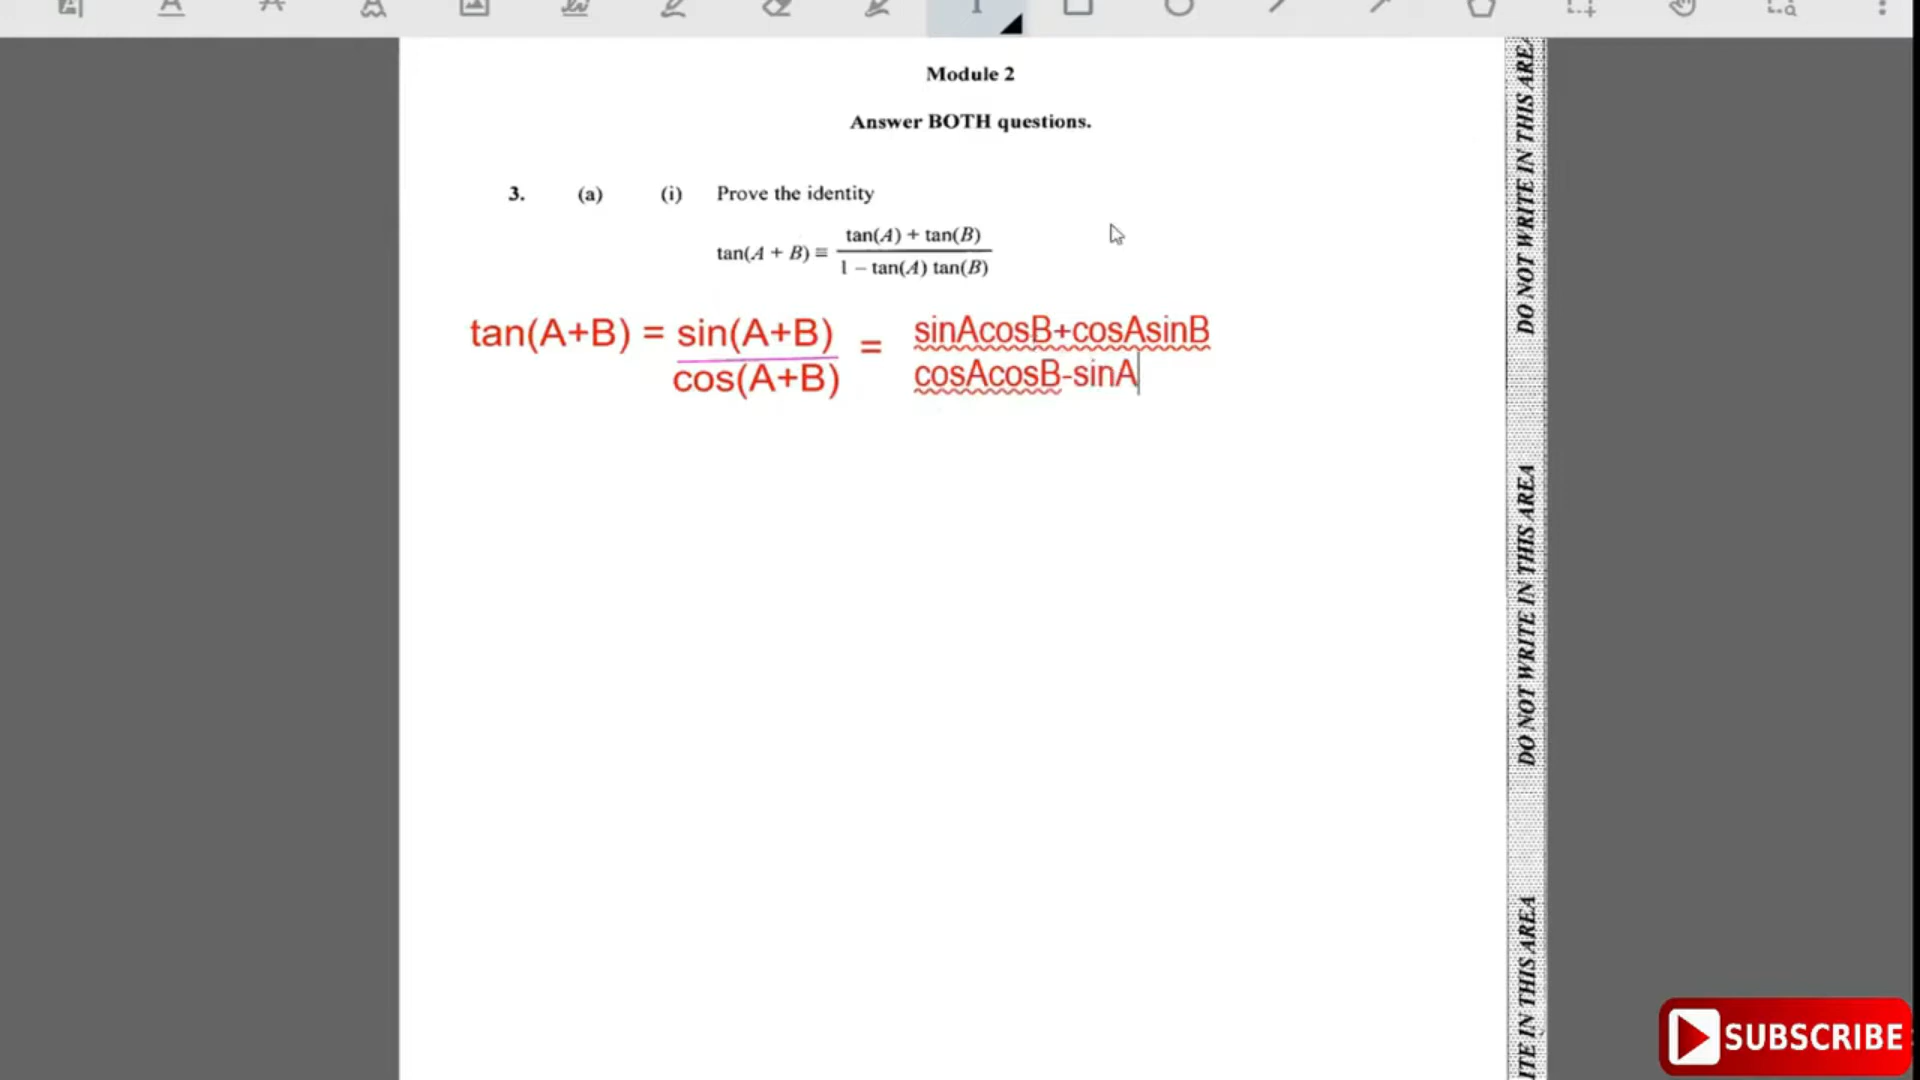 Module 2
Answer BOTH questions.
3. (a) (i) Prove the identity
tan(A + B) ≡ tan(A) + tan(B)
1 – tan(A) tan(B)
tan(A+B) = sin(A+B) = sinAcosB+cosAsinB
cos(A+B) cosAcosB-sinA
DO NOT WRITE IN THIS AREA
DO NOT WRITE IN THIS AREA
ITE IN THIS AREA
SUBSCRIBE